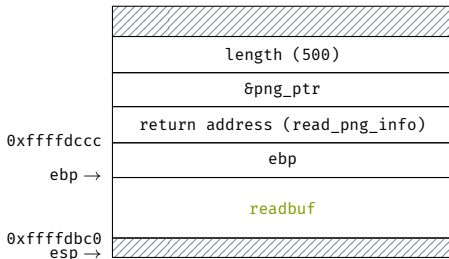 length (500)
&png_ptr
return address (read_png_info)
0xffffdccc
ebp
ebp →
readbuf
0xffffdbc0
esp →